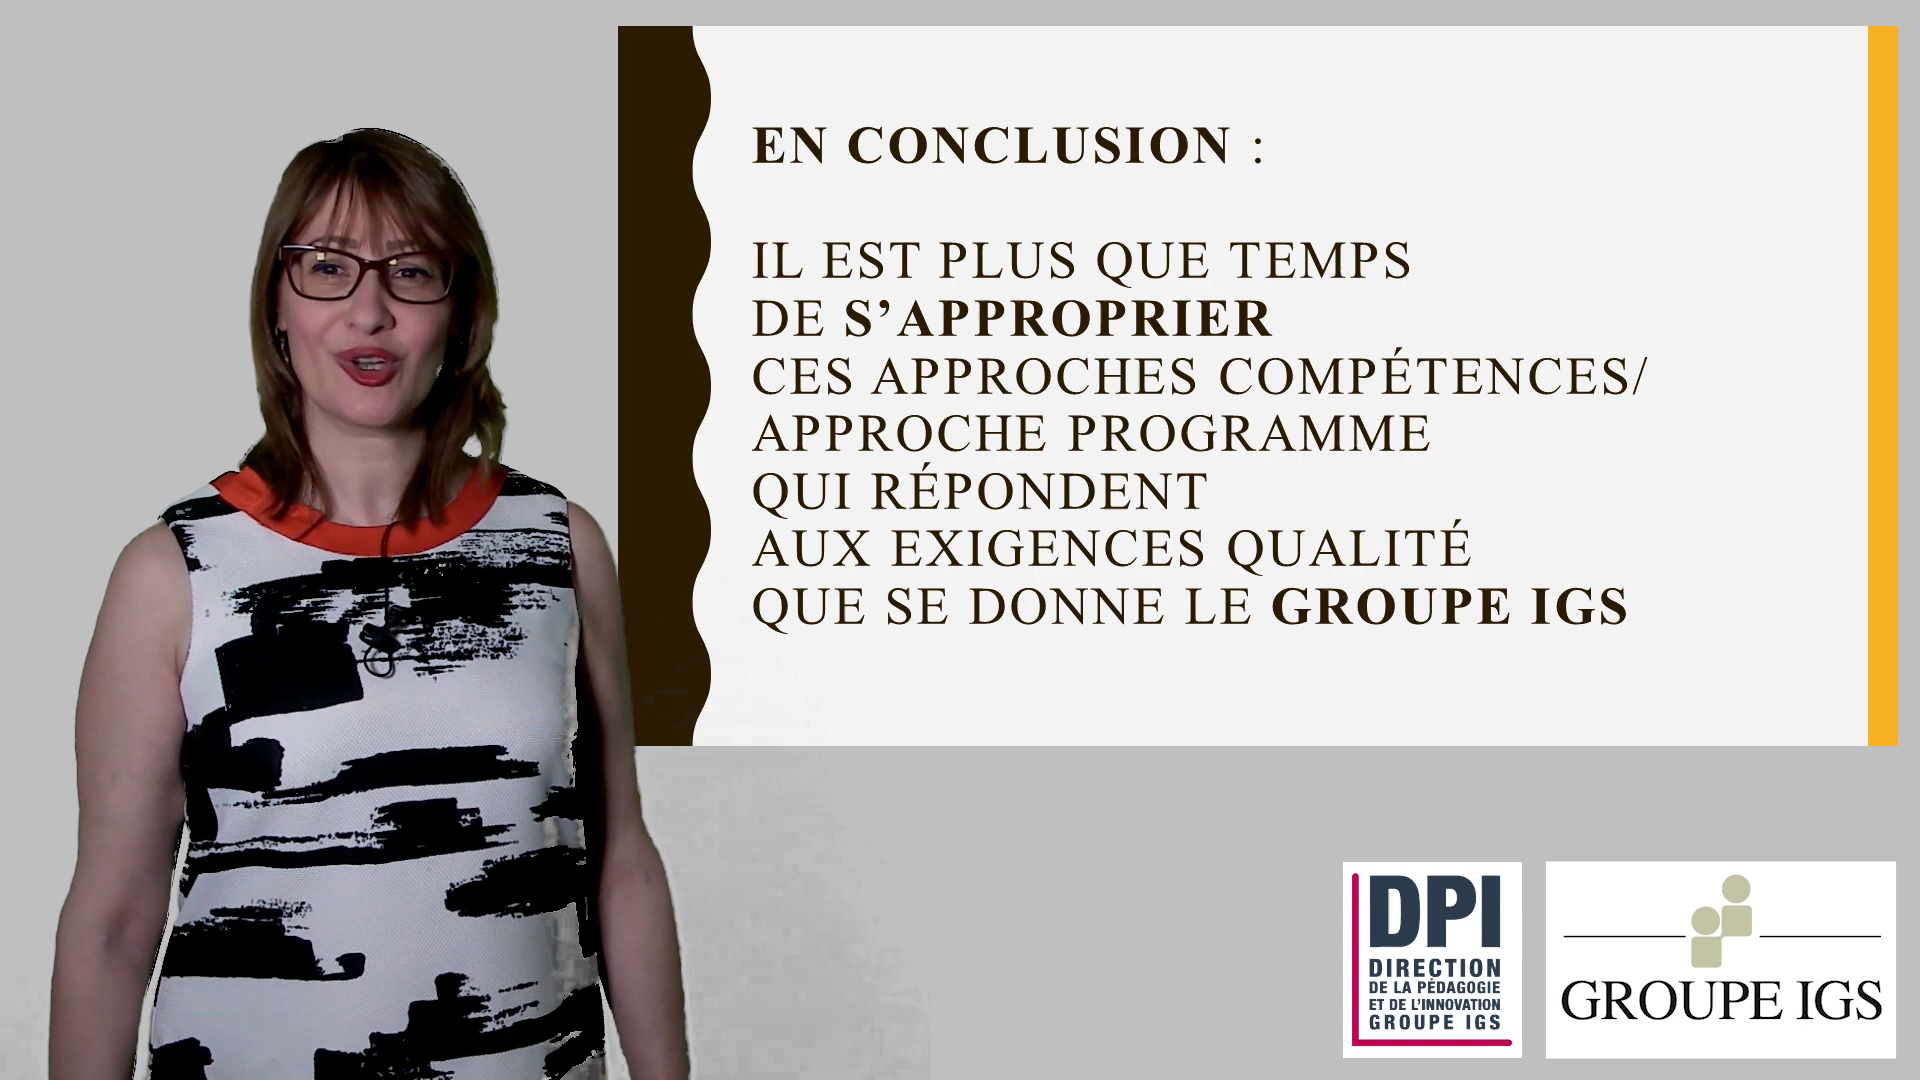 EN CONCLUSION :
IL EST PLUS QUE TEMPS
DE S’APPROPRIER
CES APPROCHES COMPÉTENCES/
APPROCHE PROGRAMME
QUI RÉPONDENT
AUX EXIGENCES QUALITÉ
QUE SE DONNE LE GROUPE IGS
DPI
DIRECTION
DE LA PÉDAGOGIE
ET DE L’INNOVATION
GROUPE IGS
GROUPE IGS